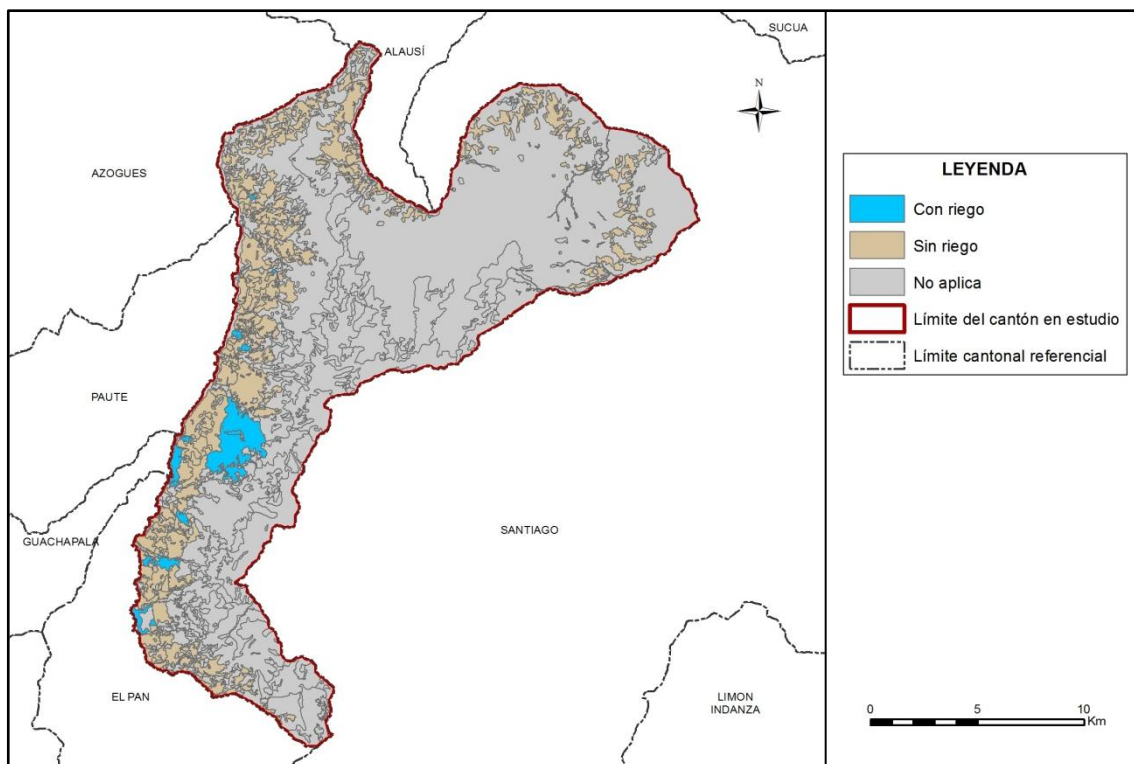 SUCUA
ALAUSÍ
N
AZOGUES
PAUTE
GUACHAPALA
SANTIAGO
EL PAN
LIMON
INDANZA
LEYENDA
Con riego
Sin riego
No aplica
Límite del cantón en estudio
Límite cantonal referencial
0 5 10
Km